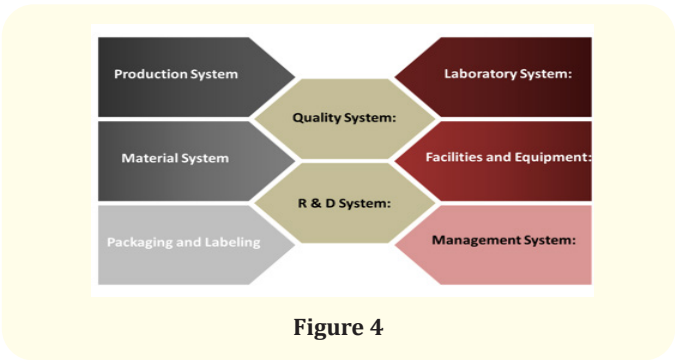 Production System
Laboratory System:
Quality System:
Material System
Facilities and Equipment:
R & D System:
Packaging and Labeling
Management System:
Figure 4